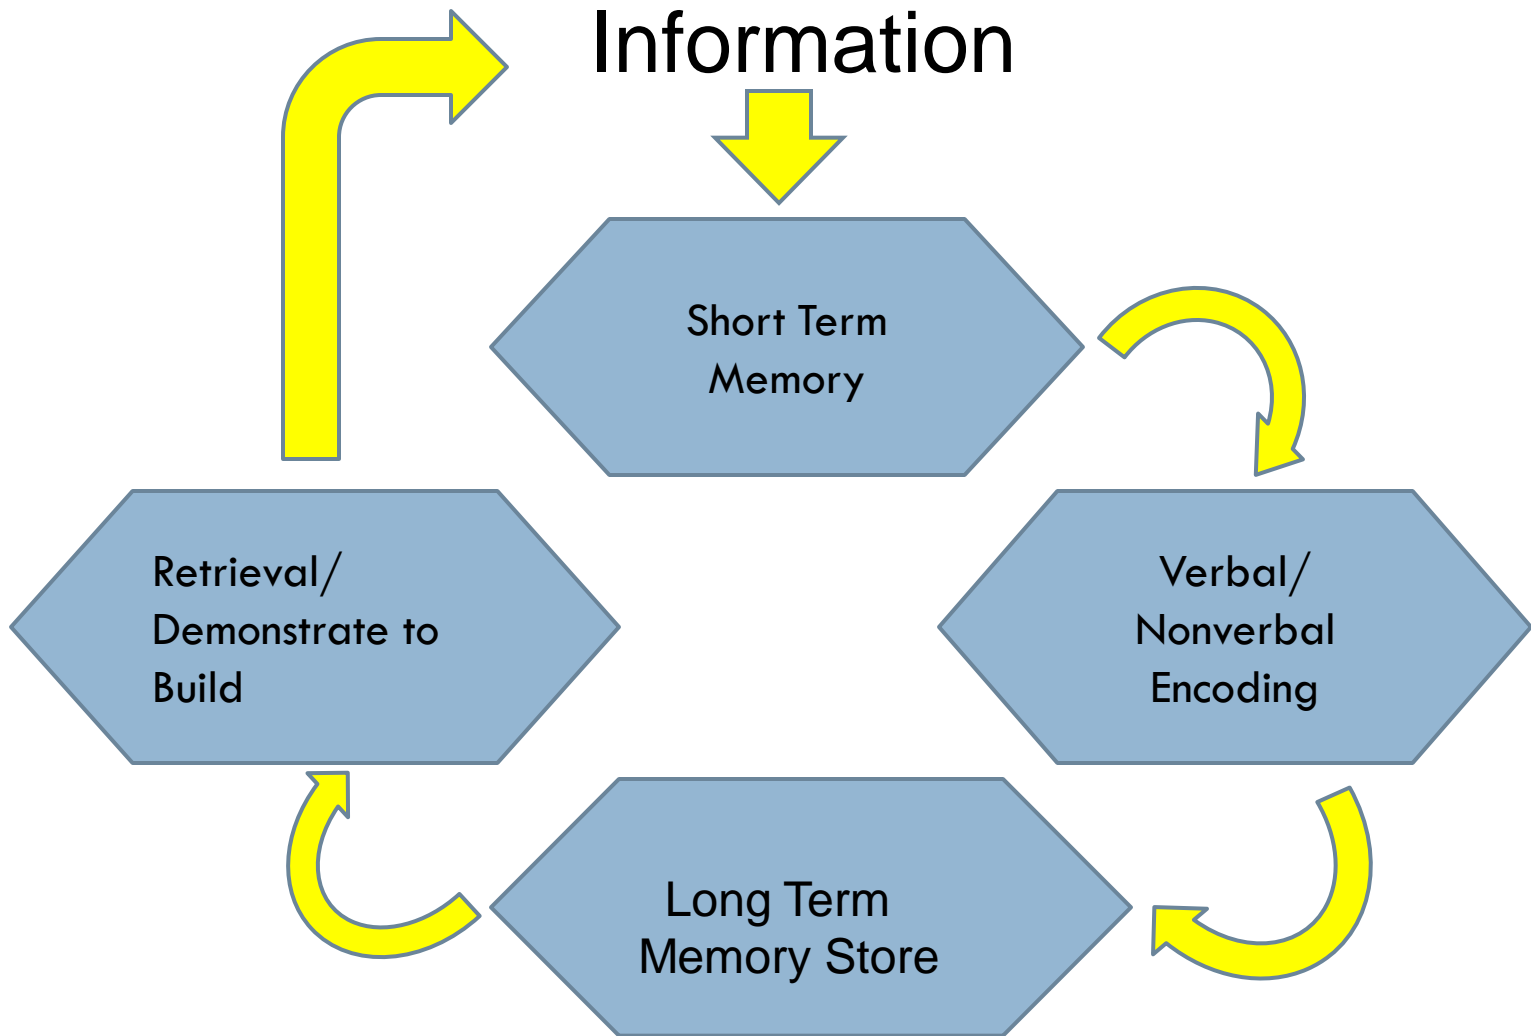 Information
Short Term
Memory
Retrieval/
Demonstrate to
Build
Verbal/
Nonverbal
Encoding
Long Term
Memory Store